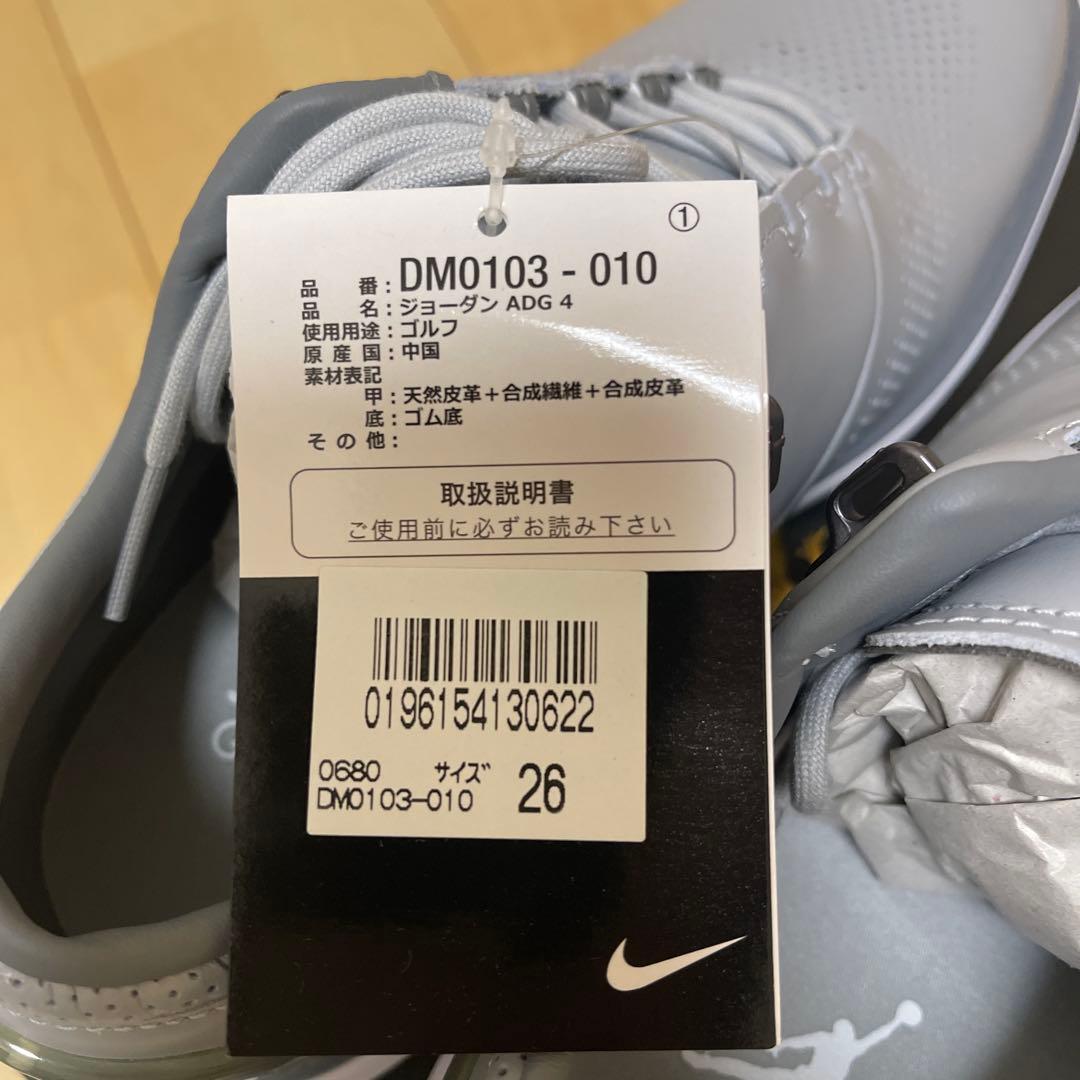 ①
品 番 : DM0103 - 010
品 名 : ジョーダン ADG 4
使用用途 : ゴルフ
原 産 国 : 中国
素材表記
甲 : 天然皮革＋合成繊維＋合成皮革
底 : ゴム底
そ の 他 :
取扱説明書
ご使用前に必ずお読み下さい
0196154130622
0680 サイズ 26
DM0103-010